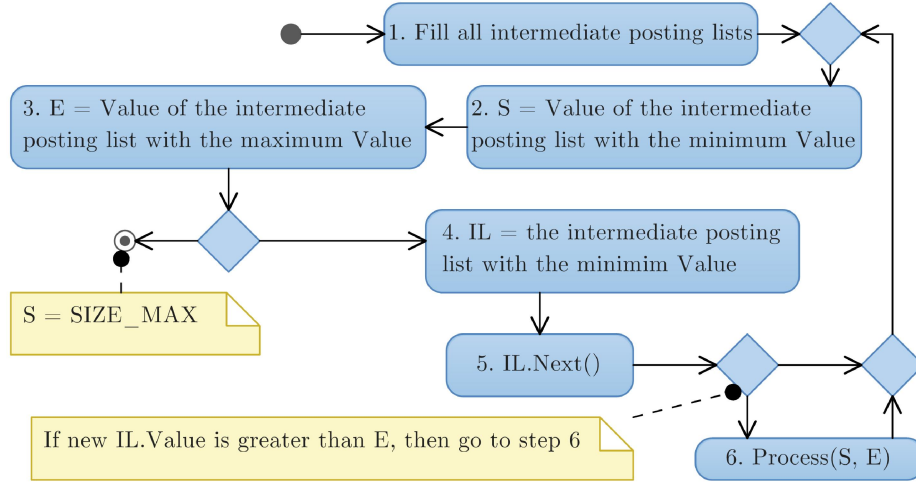 1. Fill all intermediate posting lists
3. E = Value of the intermediate
posting list with the maximum Value
2. S = Value of the intermediate
posting list with the minimum Value
4. IL = the intermediate posting
list with the minimim Value
S = SIZE_MAX
5. IL.Next()
If new IL.Value is greater than E, then go to step 6
6. Process(S, E)